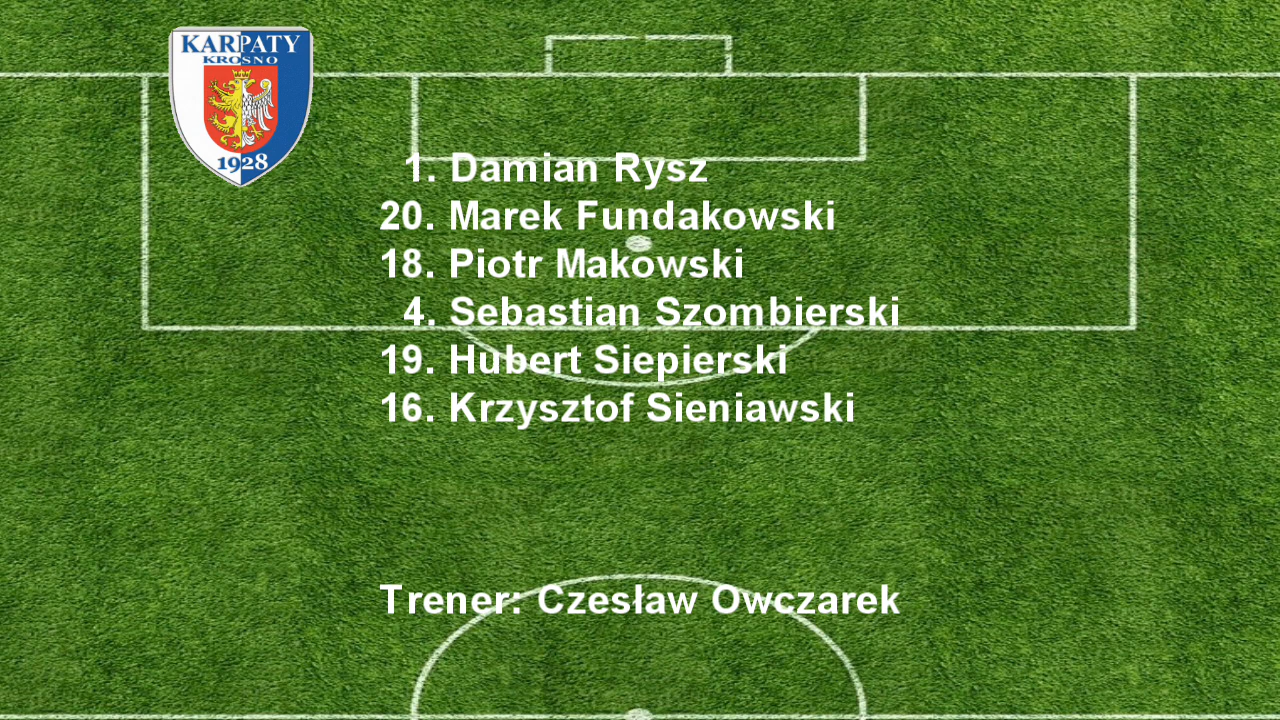 KARPATY
KROSNO
1928
1. Damian Rysz
20. Marek Fundakowski
18. Piotr Makowski
4. Sebastian Szombierski
19. Hubert Siepierski
16. Krzysztof Sieniawski
Trener: Czesław Owczarek